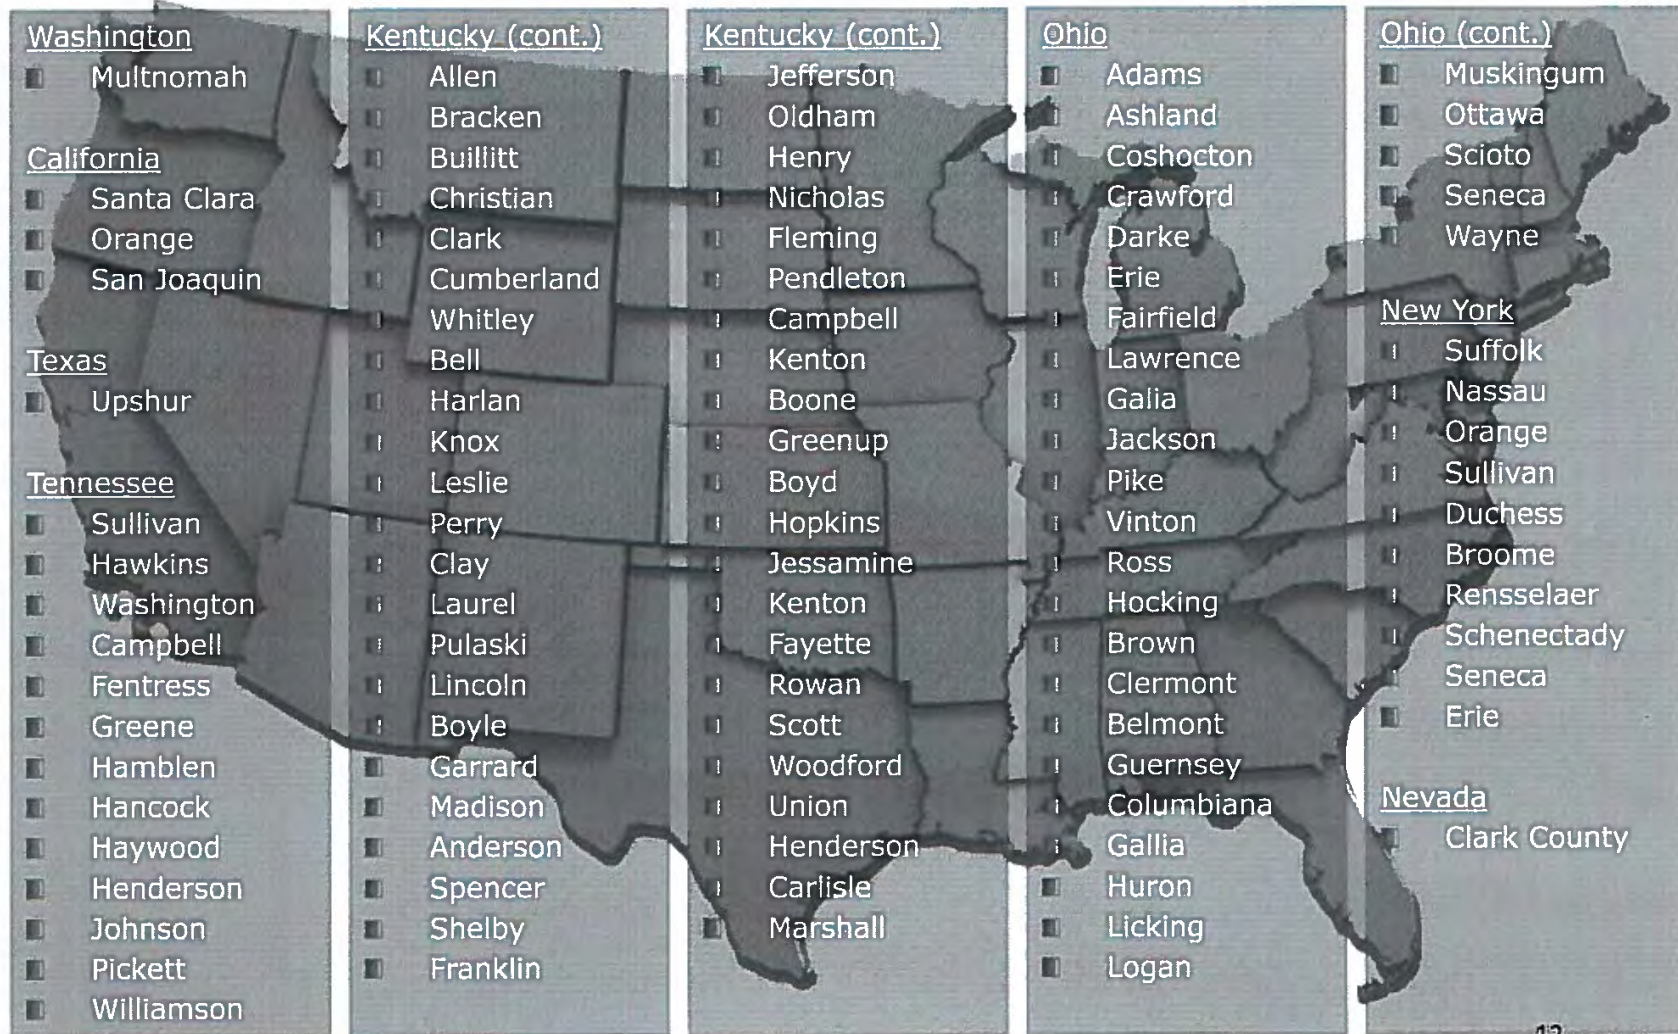 Washington
Multnomah
California
Santa Clara
Orange
San Joaquin
Texas
Upshur
Tennessee
Sullivan
Hawkins
Washington
Campbell
Fentress
Greene
Hamblen
Hancock
Haywood
Henderson
Johnson
Pickett
Williamson
Kentucky (cont.)
Allen
Bracken
Buillitt
Christian
Clark
Cumberland
Whitley
Bell
Harlan
Knox
Leslie
Perry
Clay
Laurel
Pulaski
Lincoln
Boyle
Garrard
Madison
Anderson
Spencer
Shelby
Franklin
Kentucky (cont.)
Jefferson
Oldham
Henry
Nicholas
Fleming
Pendleton
Campbell
Kenton
Boone
Greenup
Boyd
Hopkins
Jessamine
Kenton
Fayette
Rowan
Scott
Woodford
Union
Henderson
Carlisle
Marshall
Ohio
Adams
Ashland
Coshocton
Crawford
Darke
Erie
Fairfield
Lawrence
Galia
Jackson
Pike
Vinton
Ross
Hocking
Brown
Clermont
Belmont
Guernsey
Columbiana
Gallia
Huron
Licking
Logan
Ohio (cont.)
Muskingum
Ottawa
Scioto
Seneca
Wayne
New York
Suffolk
Nassau
Orange
Sullivan
Duchess
Broome
Rensselaer
Schenectady
Seneca
Erie
Nevada
Clark County